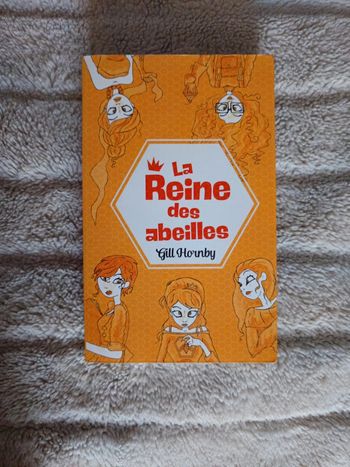 La
Reine
des
abeilles
Gill Hornby